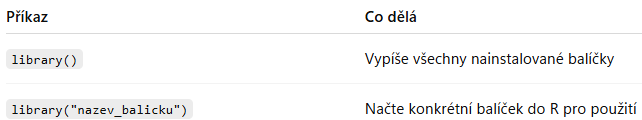 Příkaz Co dělá
library() Vypíše všechny nainstalované balíčky
library("nazev_balicku") Načte konkrétní balíček do R pro použití